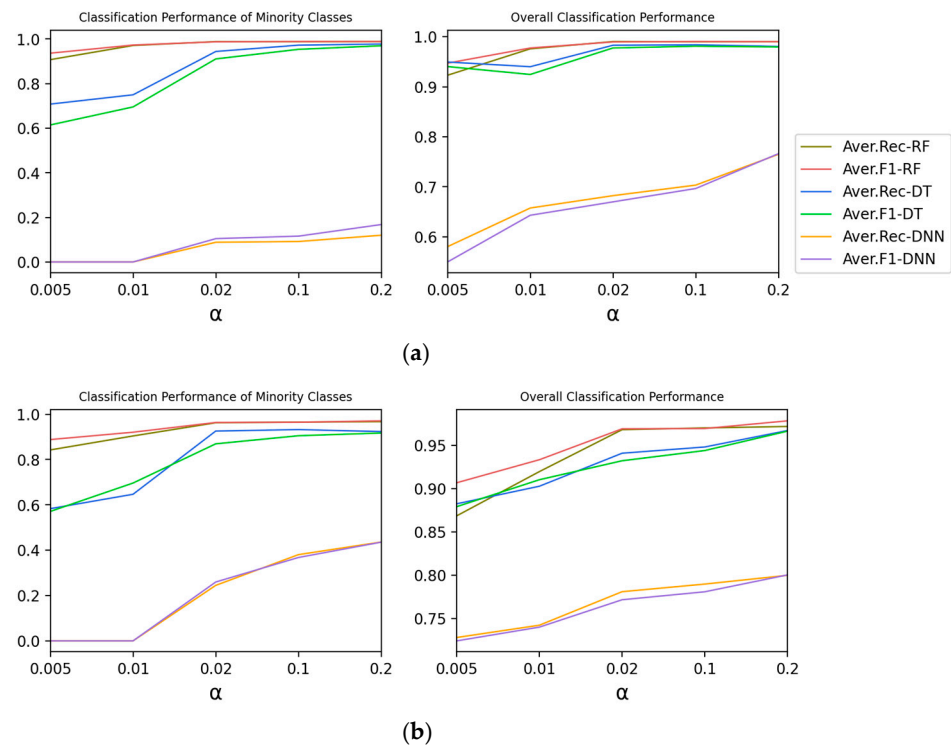 Classification Performance of Minority Classes
1.0
0.8
0.6
0.4
0.2
0.0
0.005 0.01 0.02 0.1 0.2
α
Overall Classification Performance
1.0
0.9
0.8
0.7
0.6
0.005 0.01 0.02 0.1 0.2
α
Aver.Rec-RF
Aver.F1-RF
Aver.Rec-DT
Aver.F1-DT
Aver.Rec-DNN
Aver.F1-DNN
(a)
Classification Performance of Minority Classes
1.0
0.8
0.6
0.4
0.2
0.0
0.005 0.01 0.02 0.1 0.2
α
Overall Classification Performance
0.95
0.90
0.85
0.80
0.75
0.005 0.01 0.02 0.1 0.2
α
(b)